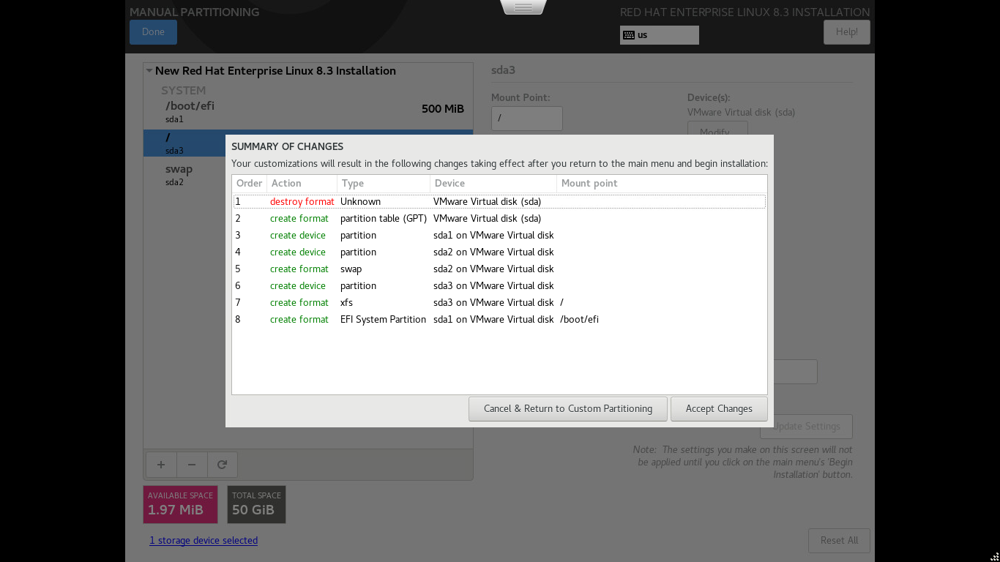 MANUAL PARTITIONING
RED HAT ENTERPRISE LINUX 8.3 INSTALLATION
Done
us
Help!
New Red Hat Enterprise Linux 8.3 Installation
SYSTEM
/boot/efi
500 MiB
sda1
/
sda3
swap
sda2
sda3
Mount Point:
Device(s):
/
VMware Virtual disk (sda)
Modify...
SUMMARY OF CHANGES
Your customizations will result in the following changes taking effect after you return to the main menu and begin installation:
Order Action Type Device Mount point
1 destroy format Unknown VMware Virtual disk (sda)
2 create format partition table (GPT) VMware Virtual disk (sda)
3 create device partition sda1 on VMware Virtual disk
4 create device partition sda2 on VMware Virtual disk
5 create format swap sda2 on VMware Virtual disk
6 create device partition sda3 on VMware Virtual disk
7 create format xfs sda3 on VMware Virtual disk /
8 create format EFI System Partition sda1 on VMware Virtual disk /boot/efi
Cancel & Return to Custom Partitioning
Accept Changes
Update Settings
Note: The settings you make on this screen will not
be applied until you click on the main menu's 'Begin
Installation' button.
AVAILABLE SPACE
1.97 MiB
TOTAL SPACE
50 GiB
1 storage device selected
Reset All